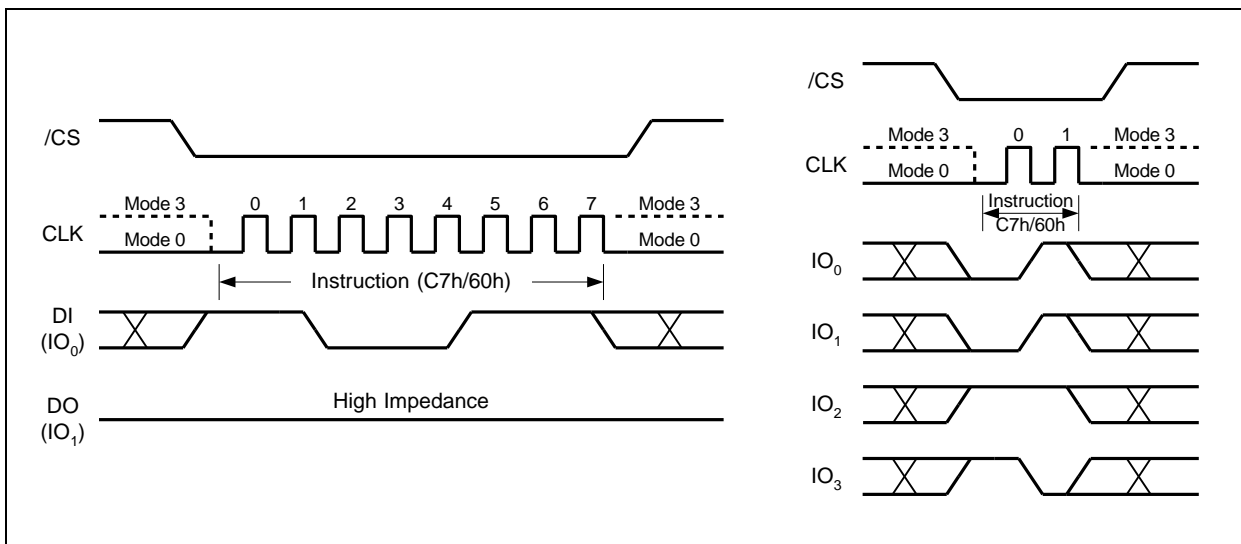 /CS
Mode 3 0 1 2 3 4 5 6 7 Mode 3
CLK
Mode 0 Mode 0
Instruction (C7h/60h)
DI
(IO0)
DO
(IO1)
High Impedance
/CS
Mode 3 0 1 Mode 3
CLK
Mode 0 Mode 0
Instruction
C7h/60h
IO0
IO1
IO2
IO3